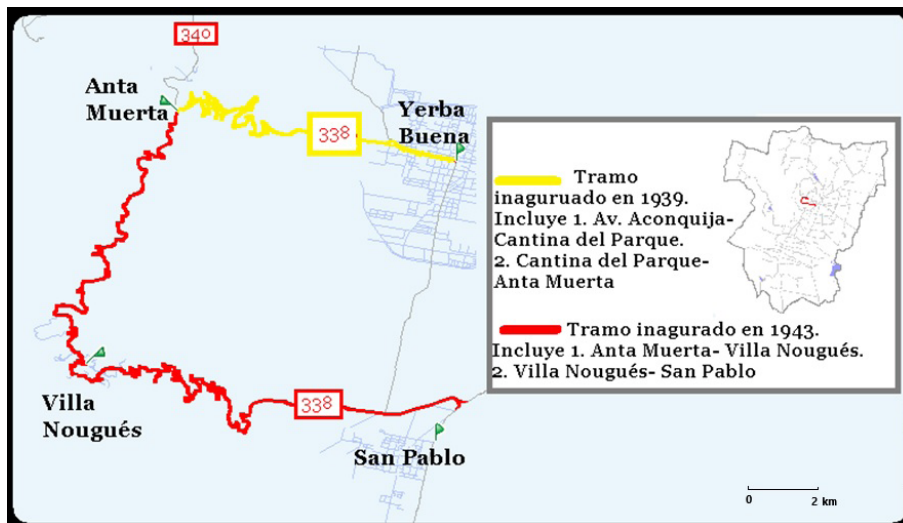 340
Anta
Muerta
338
Yerba
Buena
Tramo
inaguruado en 1939.
Incluye 1. Av. Aconquija-
Cantina del Parque.
2. Cantina del Parque-
Anta Muerta
Tramo inagurado en 1943.
Incluye 1. Anta Muerta- Villa Nougués.
2. Villa Nougués- San Pablo
Villa
Nougués
338
San Pablo
0 2 km